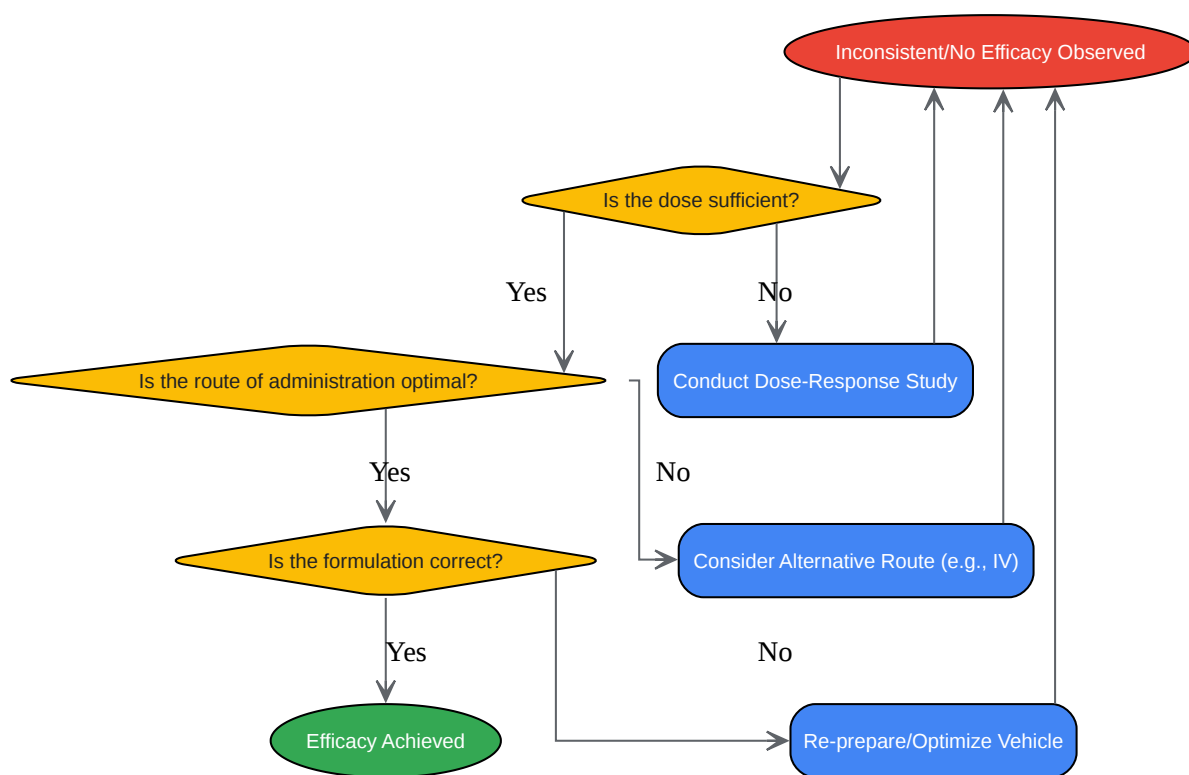 Inconsistent/No Efficacy Observed
Is the dose sufficient?
Yes
No
Is the route of administration optimal?
Conduct Dose-Response Study
Yes
No
Is the formulation correct?
Consider Alternative Route (e.g., IV)
Yes
No
Efficacy Achieved
Re-prepare/Optimize Vehicle